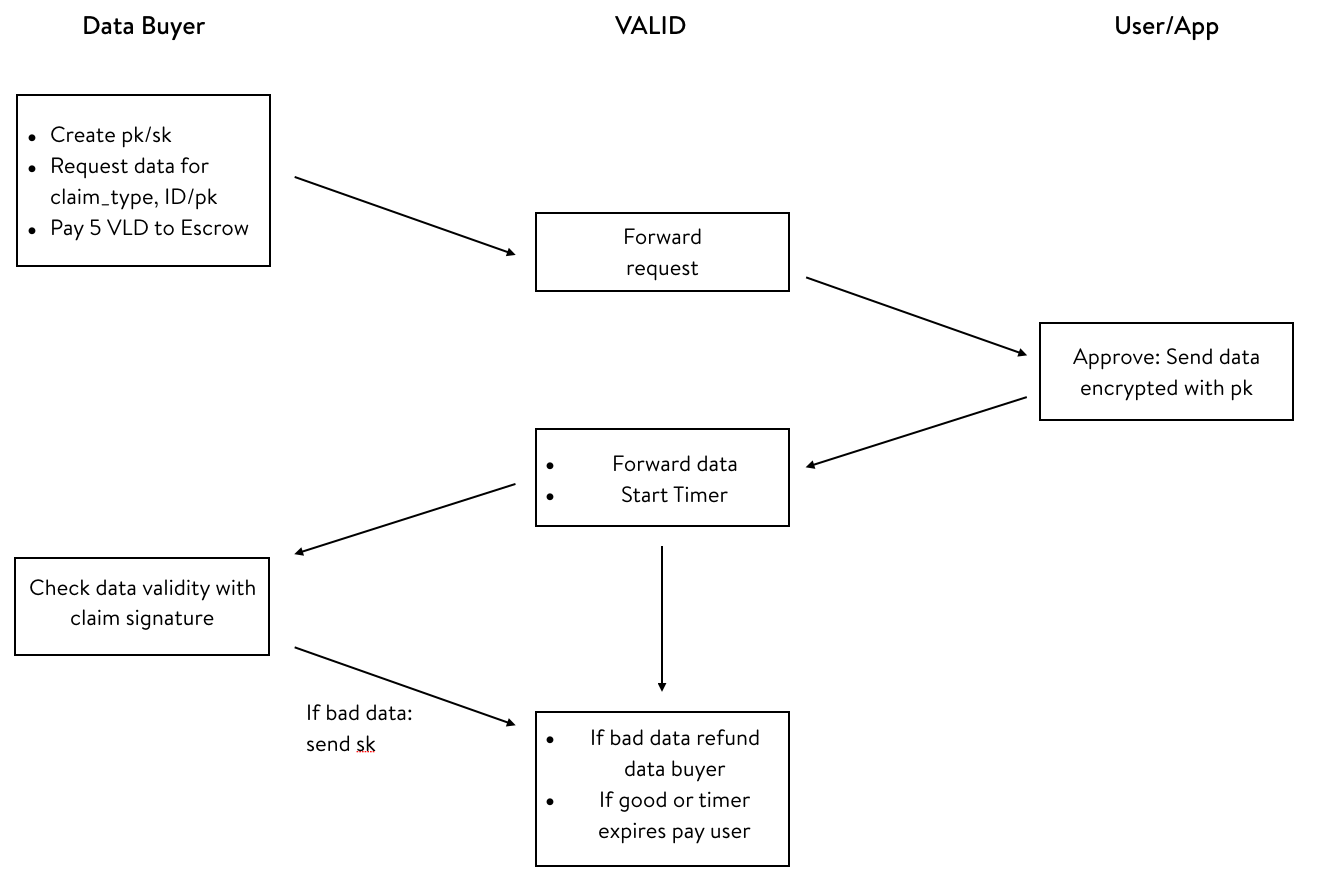 Data Buyer
VALID
User/App
• Create pk/sk
• Request data for
claim_type, ID/pk
• Pay 5 VLD to Escrow
Forward
request
Approve: Send data
encrypted with pk
• Forward data
• Start Timer
Check data validity with
claim signature
If bad data:
send sk
• If bad data refund
data buyer
• If good or timer
expires pay user